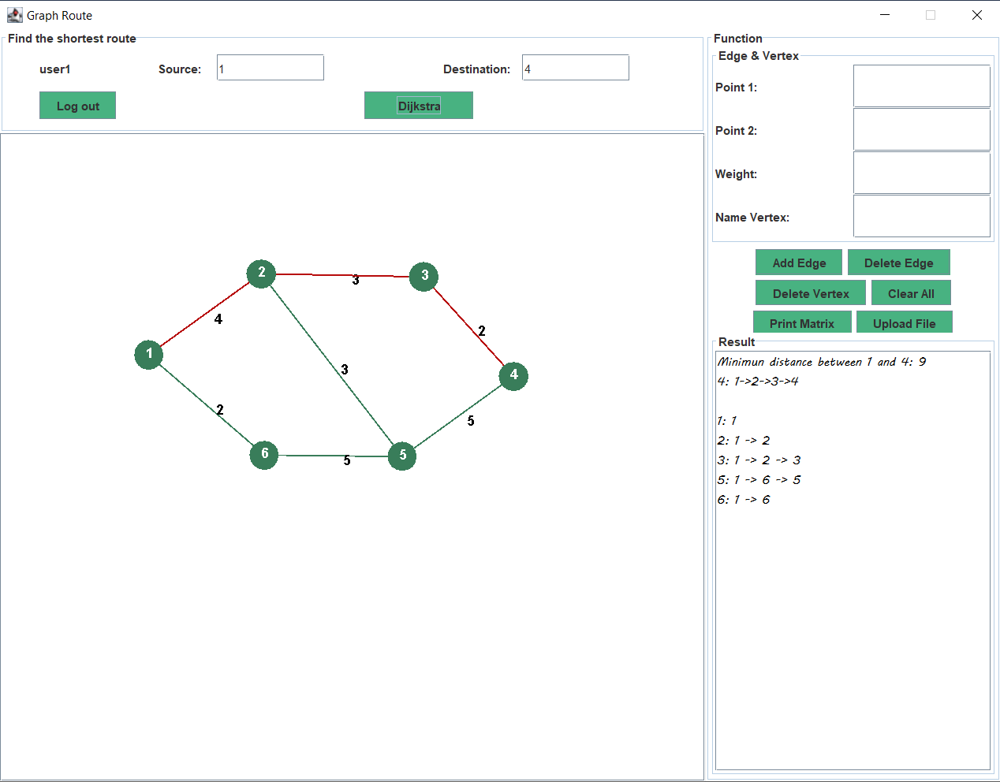 Graph Route
Find the shortest route
user1
Source:
1
Destination:
4
Log out
Dijkstra
2
3
3
4
2
1
3
4
2
5
6
5
5
Function
Edge & Vertex
Point 1:
Point 2:
Weight:
Name Vertex:
Add Edge
Delete Edge
Delete Vertex
Clear All
Print Matrix
Upload File
Result
Minimun distance between 1 and 4: 9
4: 1->2->3->4
1: 1
2: 1 -> 2
3: 1 -> 2 -> 3
5: 1 -> 6 -> 5
6: 1 -> 6